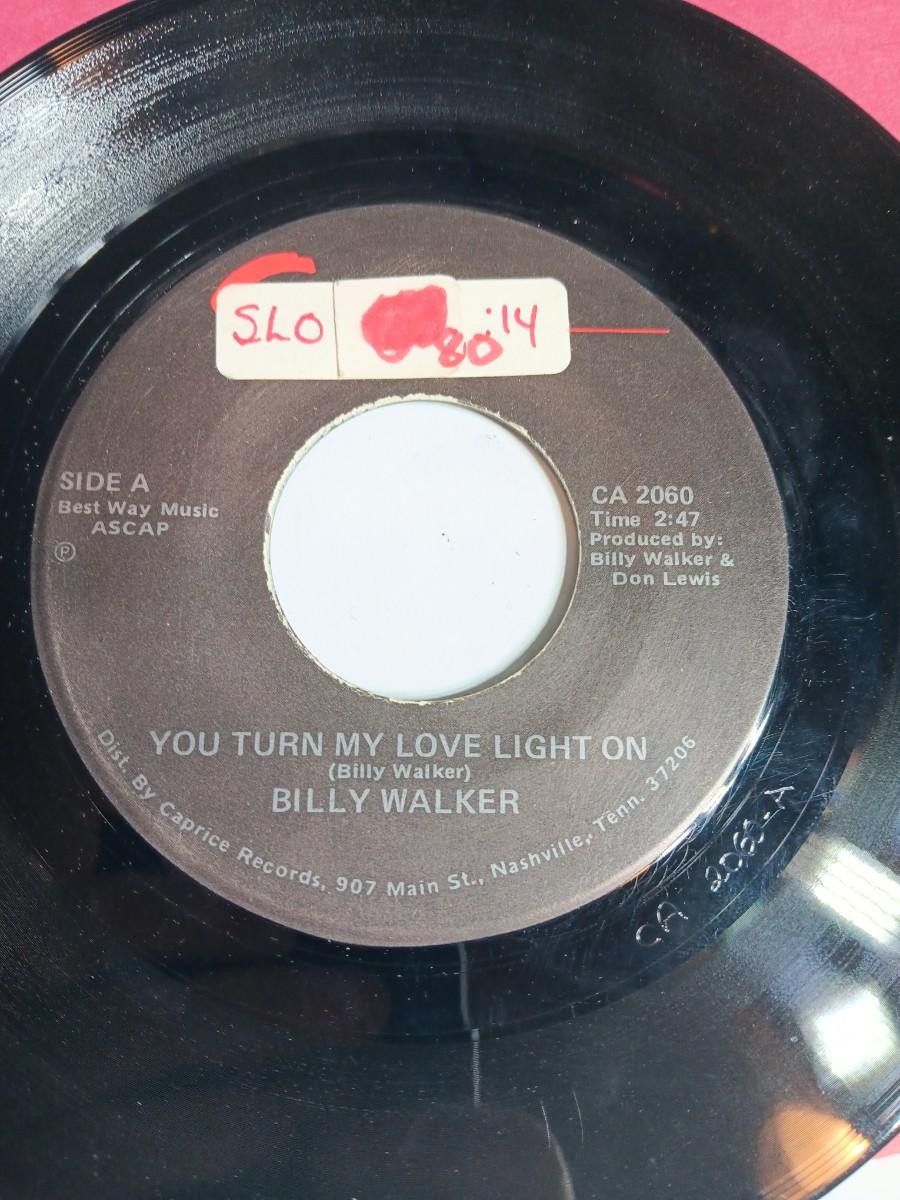 SLO 80 :14
SIDE A
Best Way Music
ASCAP
℗
CA 2060
Time 2:47
Produced by:
Billy Walker &
Don Lewis
YOU TURN MY LOVE LIGHT ON
(Billy Walker)
BILLY WALKER
Dist. By Caprice Records, 907 Main St., Nashville, Tenn. 37206
CA 2060-A